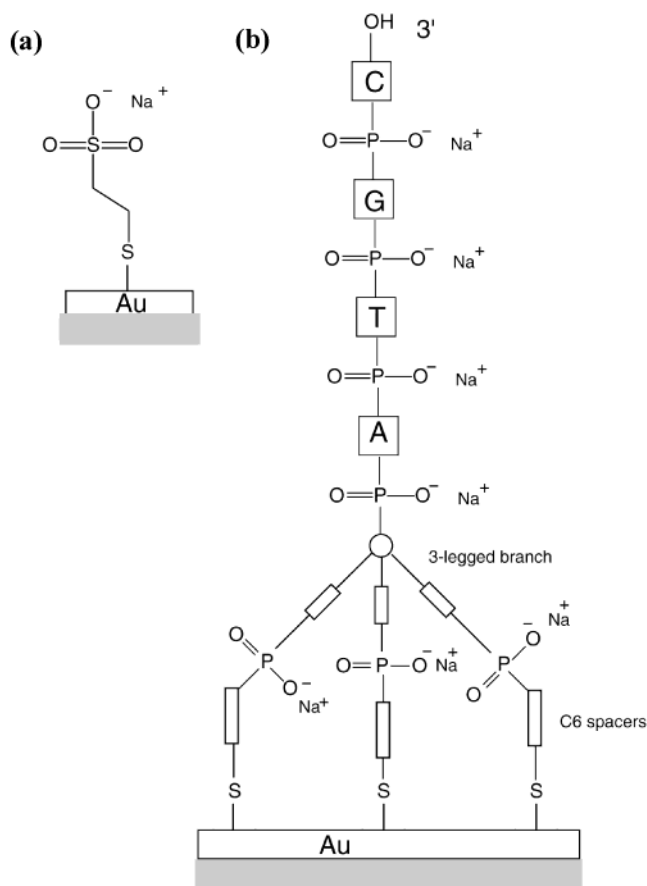 (a)
O− Na+
O=S=O
S
Au
(b)
OH 3'
C
O=P—O− Na+
G
O=P—O− Na+
T
O=P—O− Na+
A
O=P—O− Na+
3-legged branch
O P O− Na+
O=P—O− Na+
O P O− Na+
C6 spacers
S S S
Au